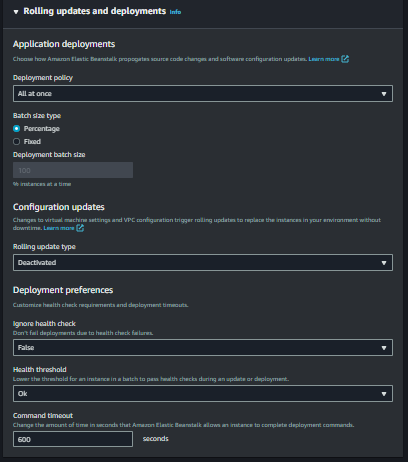 Rolling updates and deployments Info
Application deployments
Choose how Amazon Elastic Beanstalk propogates source code changes and software configuration updates. Learn more
Deployment policy
All at once
Batch size type
Percentage
Fixed
Deployment batch size
100
% instances at a time
Configuration updates
Changes to virtual machine settings and VPC configuration trigger rolling updates to replace the instances in your environment without
downtime. Learn more
Rolling update type
Deactivated
Deployment preferences
Customize health check requirements and deployment timeouts.
Ignore health check
Don't fail deployments due to health check failures.
False
Health threshold
Lower the threshold for an instance in a batch to pass health checks during an update or deployment.
Ok
Command timeout
Change the amount of time in seconds that Amazon Elastic Beanstalk allows an instance to complete deployment commands.
600 seconds